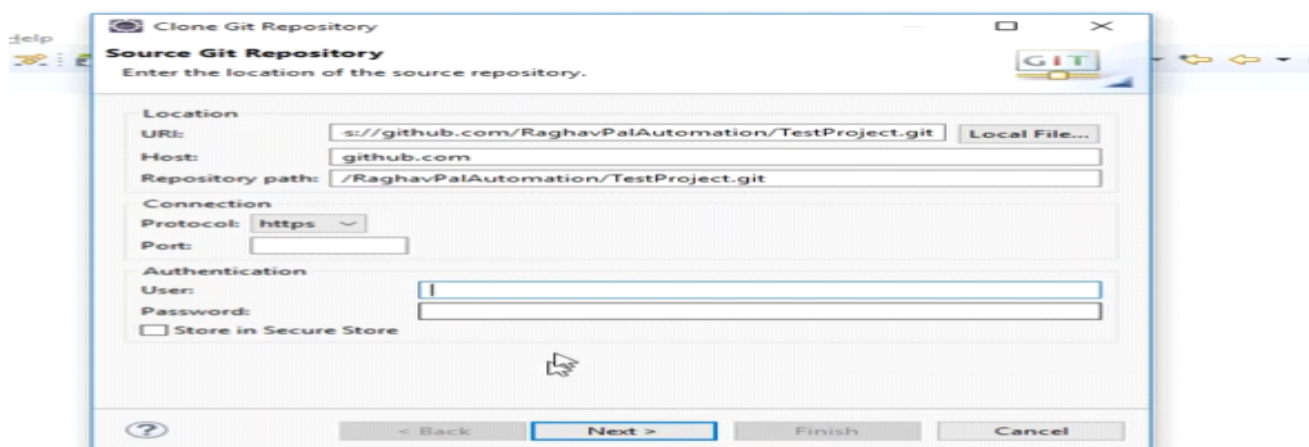 Clone Git Repository
Help
Source Git Repository
Enter the location of the source repository.
GIT
Location
URI: s://github.com/RaghavPalAutomation/TestProject.git Local File...
Host: github.com
Repository path: /RaghavPalAutomation/TestProject.git
Connection
Protocol: https
Port:
Authentication
User:
Password:
Store in Secure Store
? < Back Next > Finish Cancel